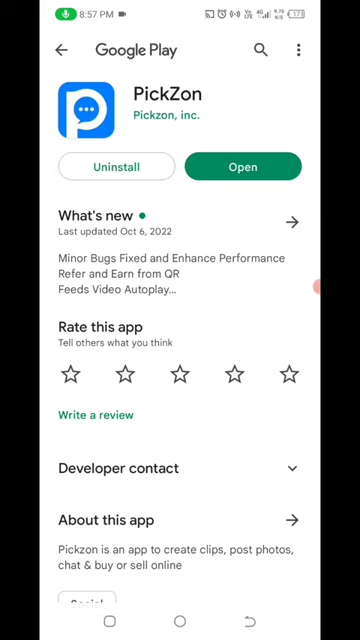 8:57 PM
Google Play
PickZon
Pickzon, inc.
Uninstall
Open
What's new
Last updated Oct 6, 2022
Minor Bugs Fixed and Enhance Performance
Refer and Earn from QR
Feeds Video Autoplay...
Rate this app
Tell others what you think
Write a review
Developer contact
About this app
Pickzon is an app to create clips, post photos,
chat & buy or sell online
Social